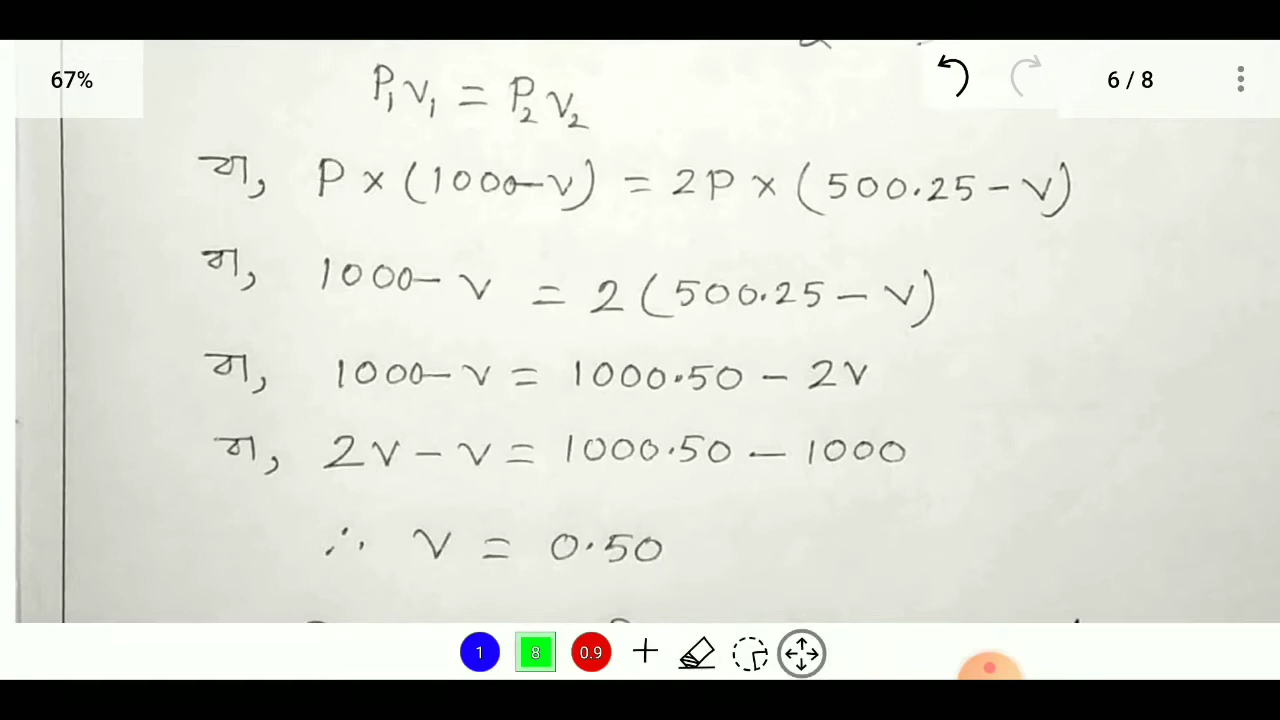 67%
6 / 8
P₁V₁ = P₂V₂
বা, P × (1000 - V) = 2P × (500.25 - V)
বা, 1000 - V = 2 (500.25 - V)
বা, 1000 - V = 1000.50 - 2V
বা, 2V - V = 1000.50 - 1000
∴ V = 0.50
1 8 0.9